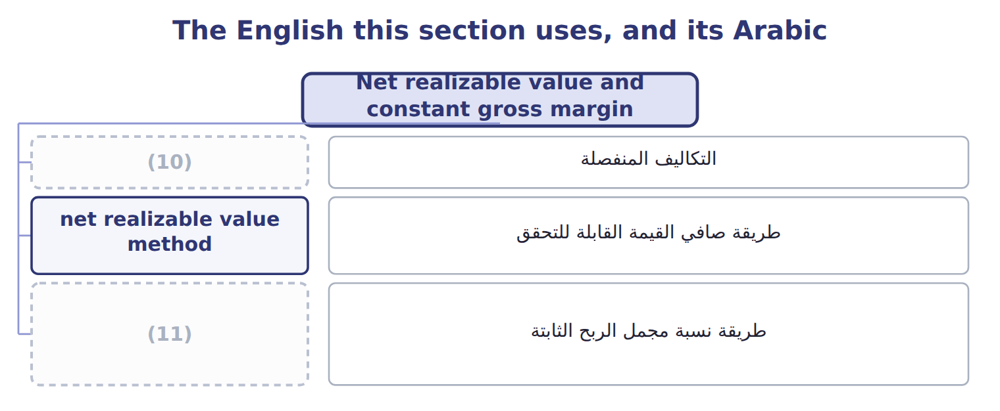 The English this section uses, and its Arabic
Net realizable value and
constant gross margin
(10)
التكاليف المنفصلة
net realizable value
method
طريقة صافي القيمة القابلة للتحقق
(11)
طريقة نسبة مجمل الربح الثابتة